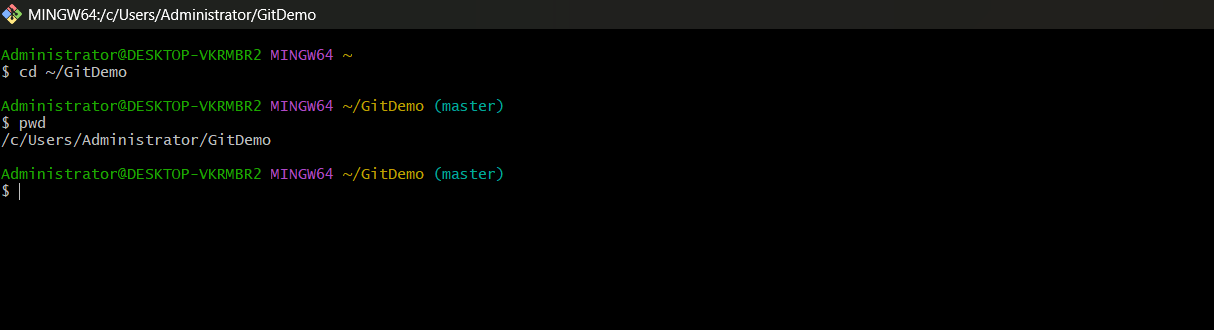 MINGW64:/c/Users/Administrator/GitDemo
Administrator@DESKTOP-VKRMBR2 MINGW64 ~
$ cd ~/GitDemo
Administrator@DESKTOP-VKRMBR2 MINGW64 ~/GitDemo (master)
$ pwd
/c/Users/Administrator/GitDemo
Administrator@DESKTOP-VKRMBR2 MINGW64 ~/GitDemo (master)
$